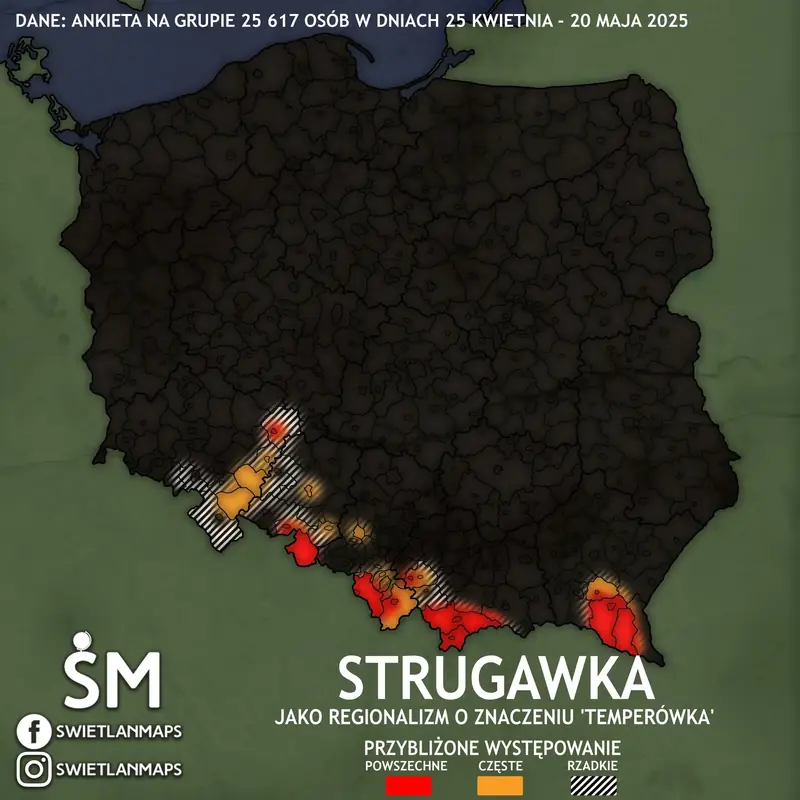 DANE: ANKIETA NA GRUPIE 25 617 OSÓB W DNIACH 25 KWIETNIA - 20 MAJA 2025
ŚM
SWIETLANMAPS
SWIETLANMAPS
STRUGAWKA
JAKO REGIONALIZM O ZNACZENIU 'TEMPERÓWKA'
PRZYBLIŻONE WYSTĘPOWANIE
POWSZECHNE CZĘSTE RZADKIE